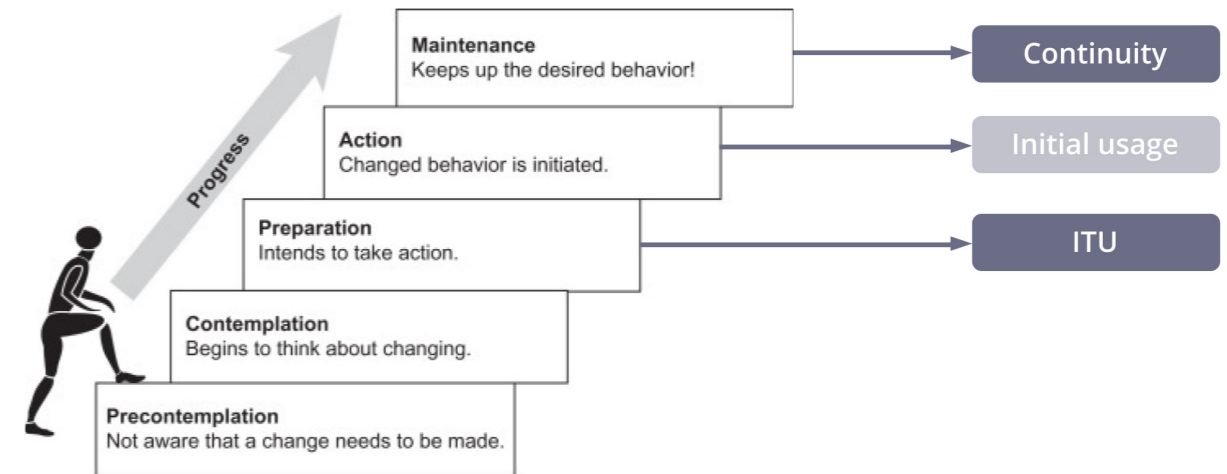 Maintenance
Keeps up the desired behavior!
Continuity
Action
Changed behavior is initiated.
Initial usage
Progress
Preparation
Intends to take action.
ITU
Contemplation
Begins to think about changing.
Precontemplation
Not aware that a change needs to be made.